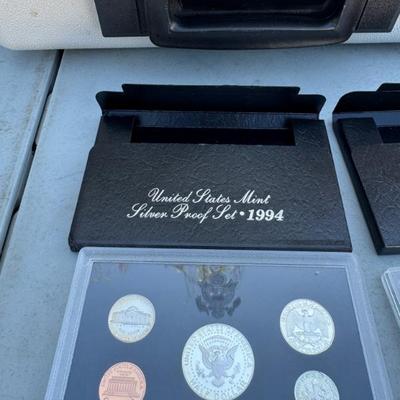 United States Mint
Silver Proof Set • 1994